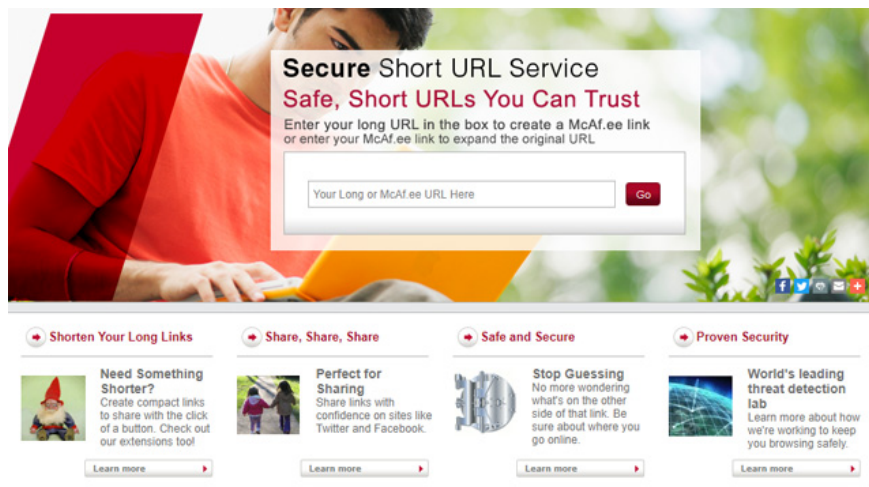 Secure Short URL Service
Safe, Short URLs You Can Trust
Enter your long URL in the box to create a McAf.ee link
or enter your McAf.ee link to expand the original URL
Your Long or McAf.ee URL Here
Go
Shorten Your Long Links
Need Something
Shorter?
Create compact links
to share with the click
of a button. Check out
our extensions too!
Learn more
Share, Share, Share
Perfect for
Sharing
Share links with
confidence on sites like
Twitter and Facebook.
Learn more
Safe and Secure
Stop Guessing
No more wondering
what's on the other
side of that link. Be
sure about where you
go online.
Learn more
Proven Security
World's leading
threat detection
lab
Learn more about how
we're working to keep
you browsing safely.
Learn more